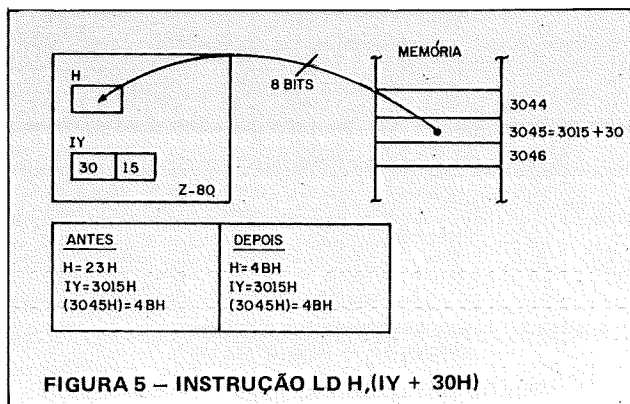 MEMÓRIA
H
8 BITS
3044
3045=3015+30
3046
IY
30 15
Z-80
ANTES
H=23H
IY=3015H
(3045H)=4BH
DEPOIS
H=4BH
IY=3015H
(3045H)=4BH
FIGURA 5 – INSTRUÇÃO LD H,(IY + 30H)